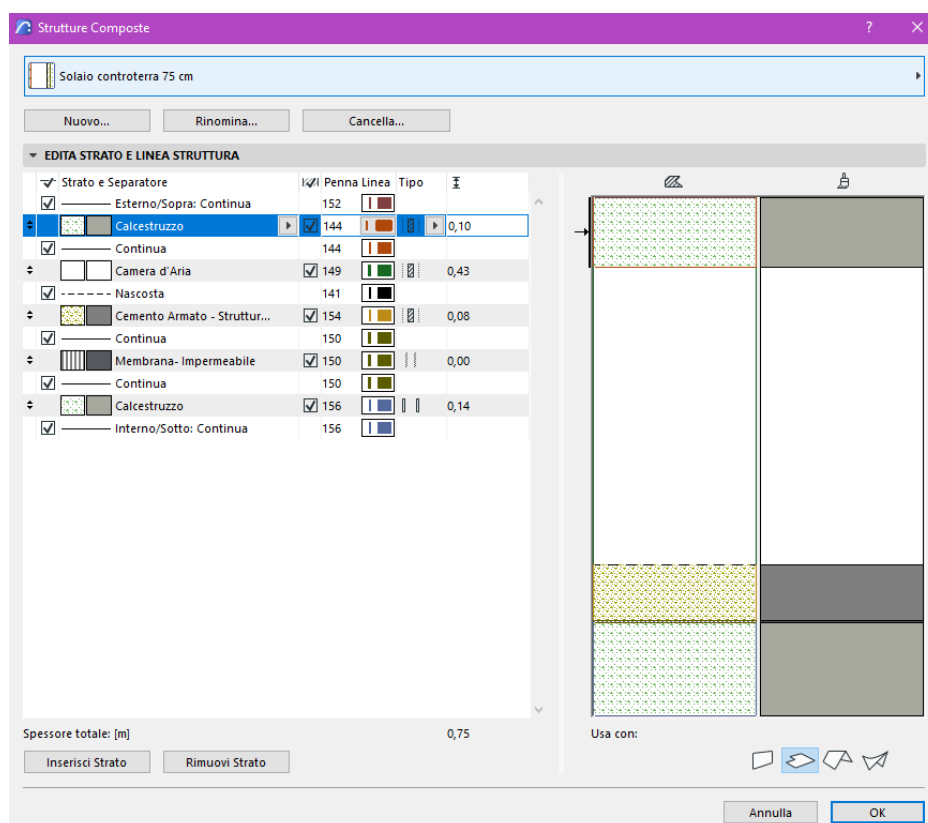 Strutture Composte ?
Solaio controterra 75 cm
Nuovo... Rinomina... Cancella...
EDITA STRATO E LINEA STRUTTURA
Strato e Separatore Penna Linea Tipo
Esterno/Sopra: Continua 152
Calcestruzzo 144 0,10
Continua 144
Camera d'Aria 149 0,43
Nascosta 141
Cemento Armato - Struttur... 154 0,08
Continua 150
Membrana- Impermeabile 150 0,00
Continua 150
Calcestruzzo 156 0,14
Interno/Sotto: Continua 156
Spessore totale: [m] 0,75 Usa con:
Inserisci Strato Rimuovi Strato
Annulla OK